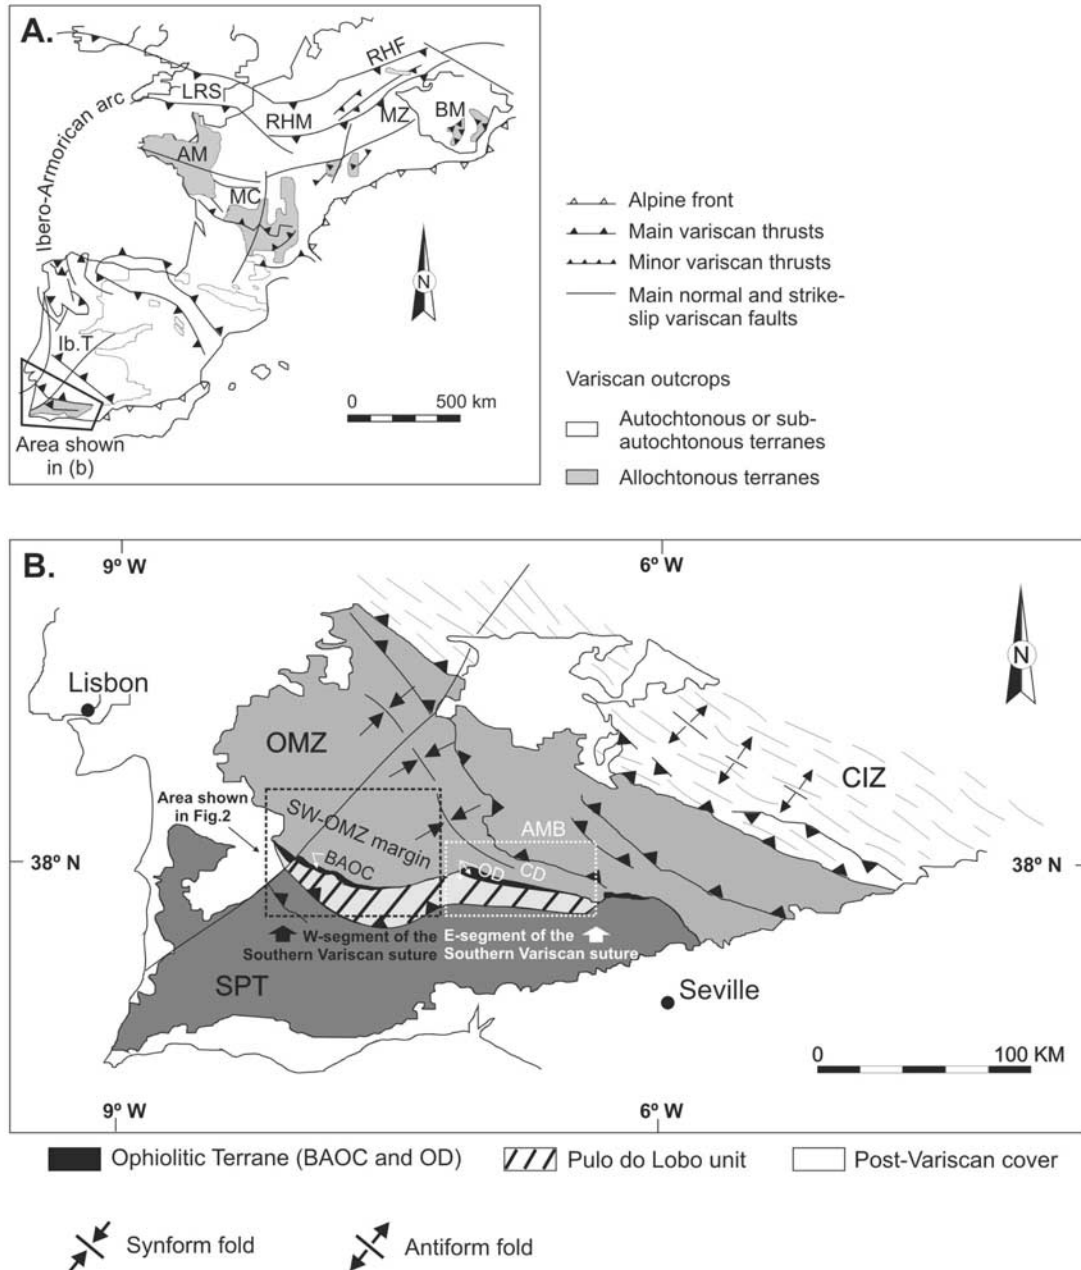 A.
RHF
LRS
RHM
MZ
BM
Ibero-Armorican arc
AM
MC
N
Ib.T
0 500 km
Area shown
in (b)
Alpine front
Main variscan thrusts
Minor variscan thrusts
Main normal and strike-
slip variscan faults
Variscan outcrops
Autochtonous or sub-
autochtonous terranes
Allochtonous terranes
B.
9º W
6º W
N
Lisbon
OMZ
CIZ
Area shown
in Fig.2
SW-OMZ margin
AMB
38º N
38º N
BAOC
OD
CD
W-segment of the
Southern Variscan suture
E-segment of the
Southern Variscan suture
SPT
Seville
0 100 KM
9º W
6º W
Ophiolitic Terrane (BAOC and OD)
Pulo do Lobo unit
Post-Variscan cover
Synform fold
Antiform fold